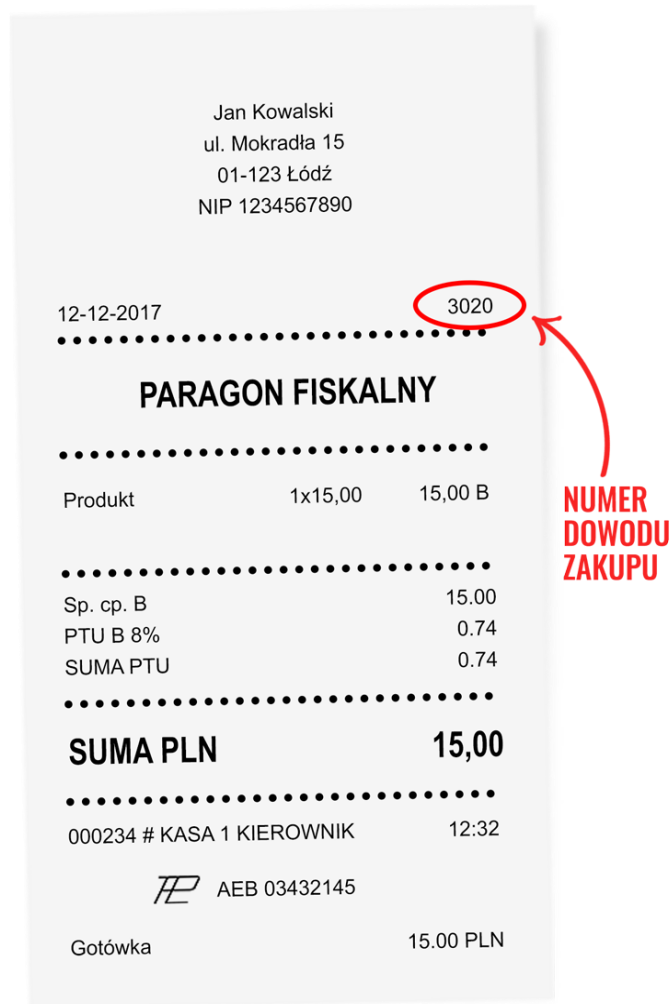 Jan Kowalski
ul. Mokradła 15
01-123 Łódź
NIP 1234567890
12-12-2017 3020
PARAGON FISKALNY
Produkt 1x15,00 15,00 B
NUMER
DOWODU
ZAKUPU
Sp. cp. B 15.00
PTU B 8% 0.74
SUMA PTU 0.74
SUMA PLN 15,00
000234 # KASA 1 KIEROWNIK 12:32
AEB 03432145
Gotówka 15.00 PLN